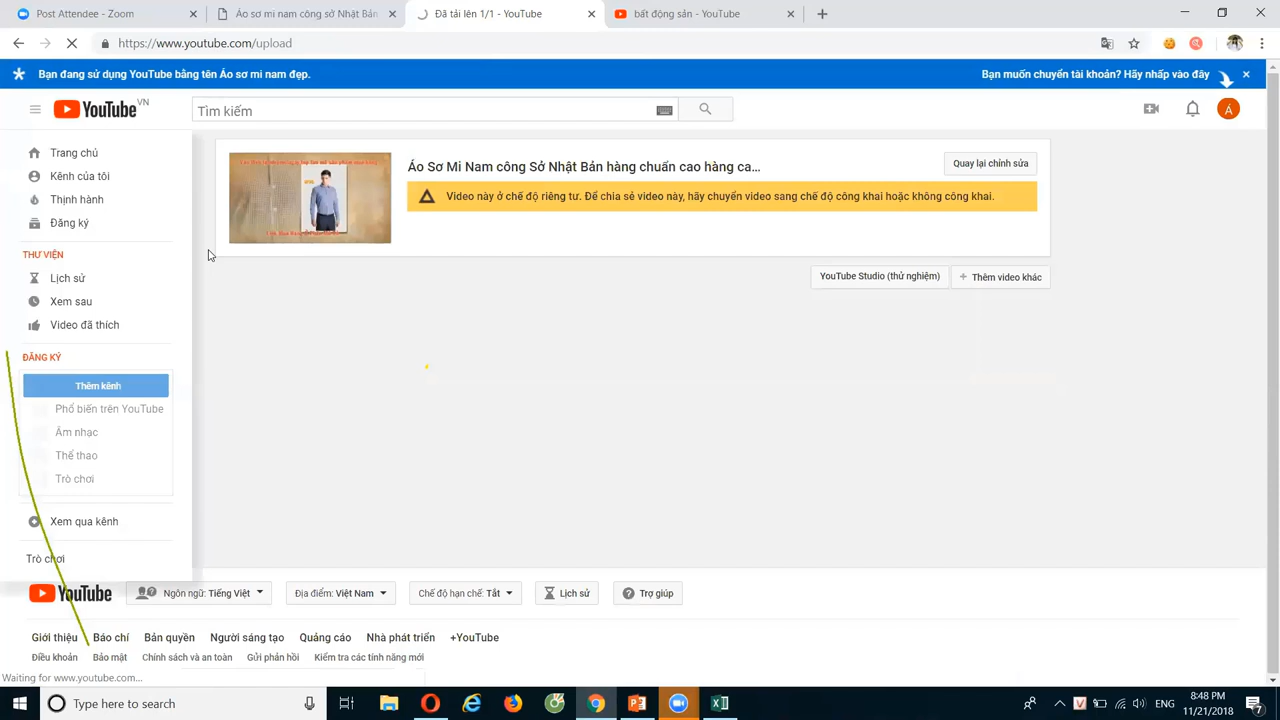 Post Attendee - Zoom
Áo sơ mi nam công sở Nhật Bản
Đã tải lên 1/1 - YouTube
bất động sản - YouTube
https://www.youtube.com/upload
Bạn đang sử dụng YouTube bằng tên Áo sơ mi nam đẹp.
Bạn muốn chuyển tài khoản? Hãy nhấp vào đây
YouTube VN
Tìm kiếm
Á
Trang chủ
Kênh của tôi
Thịnh hành
Đăng ký
THƯ VIỆN
Lịch sử
Xem sau
Video đã thích
ĐĂNG KÝ
Thêm kênh
Phổ biến trên YouTube
Âm nhạc
Thể thao
Trò chơi
Xem qua kênh
Trò chơi
Áo Sơ Mi Nam công Sở Nhật Bản hàng chuẩn cao hàng ca...
Quay lại chỉnh sửa
Video này ở chế độ riêng tư. Để chia sẻ video này, hãy chuyển video sang chế độ công khai hoặc không công khai.
YouTube Studio (thử nghiệm)
Thêm video khác
YouTube
Ngôn ngữ: Tiếng Việt
Địa điểm: Việt Nam
Chế độ hạn chế: Tắt
Lịch sử
Trợ giúp
Giới thiệu Báo chí Bản quyền Người sáng tạo Quảng cáo Nhà phát triển +YouTube
Điều khoản Bảo mật Chính sách và an toàn Gửi phản hồi Kiểm tra các tính năng mới
Waiting for www.youtube.com...
Type here to search
ENG
8:48 PM
11/21/2018
7